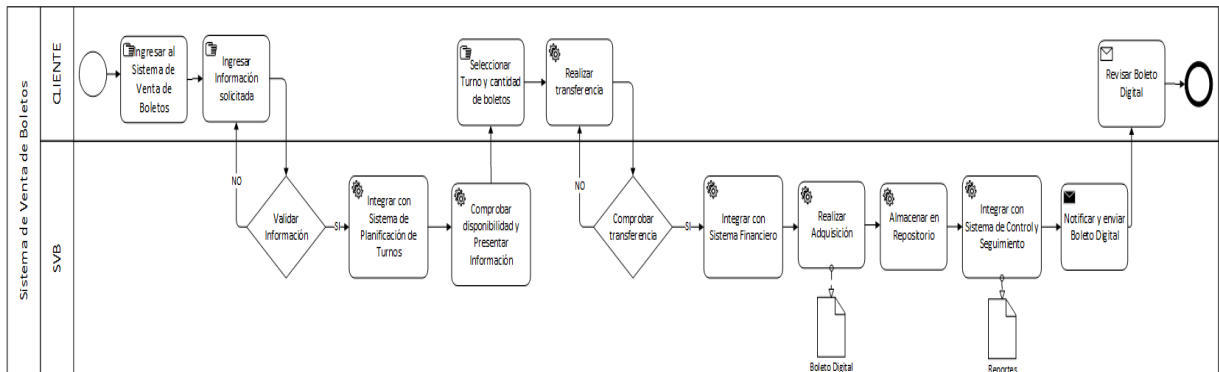 Sistema de Venta de Boletos
CLIENTE
Ingresar al
Sistema de
Venta de
Boletos
Ingresar
Información
solicitada
Seleccionar
Turno y cantidad
de boletos
Realizar
transferencia
Revisar Boleto
Digital
SVB
NO
Validar
Información
SI
Integrar con
Sistema de
Planificación de
Turnos
Comprobar
disponibilidad y
Presentar
Información
NO
Comprobar
transferencia
SI
Integrar con
Sistema Financiero
Realizar
Adquisición
Almacenar en
Repositorio
Integrar con
Sistema de Control y
Seguimiento
Notificar y enviar
Boleto Digital
Boleto Digital
Reportes